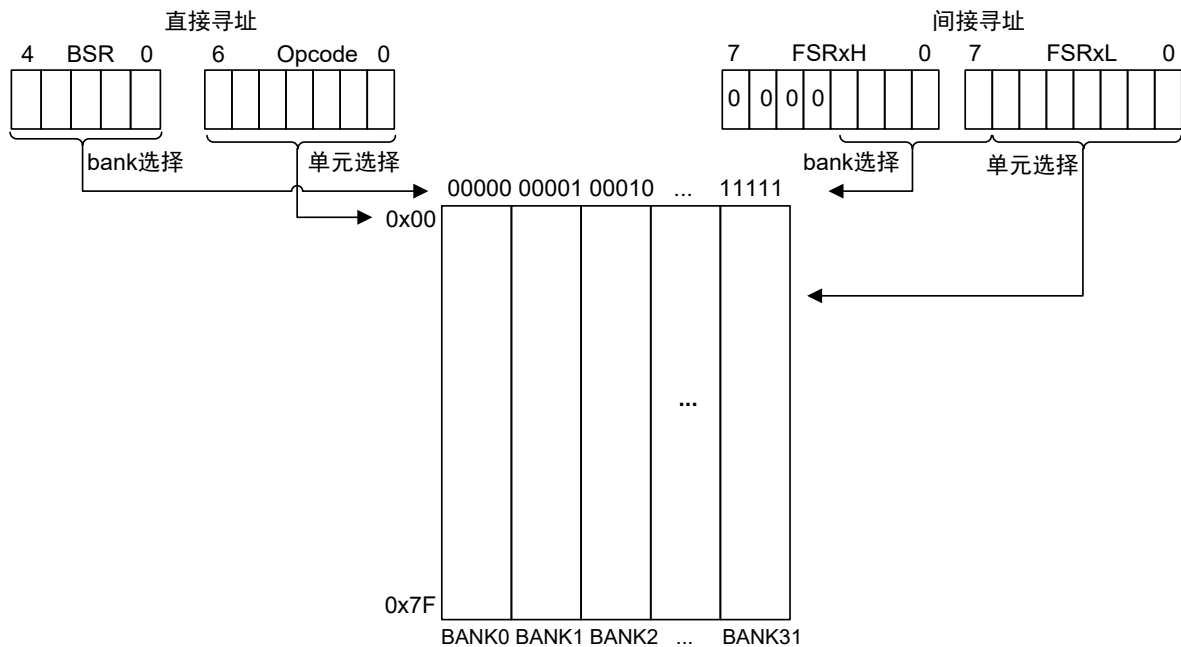 直接寻址 间接寻址
4 BSR 0 6 Opcode 0 7 FSRxH 0 7 FSRxL 0
0 0 0 0
bank选择 单元选择 bank选择 单元选择
00000 00001 00010 ... 11111
0x00
...
0x7F
BANK0 BANK1 BANK2 ... BANK31